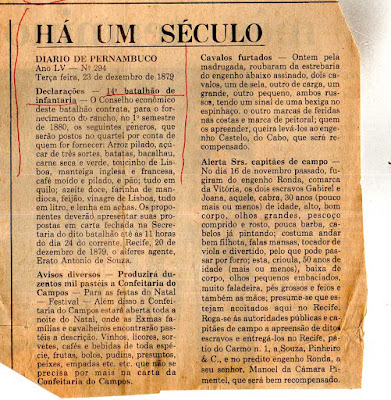 HÁ UM SÉCULO
DIARIO DE PERNAMBUCO
Ano LV — Nº 294
Terça feira, 23 de dezembro de 1879
Declarações — 14º batalhão de
infantaria — O Conselho econômico
deste batalhão contrata, para o for-
necimento do rancho, no 1º semestre
de 1880, os seguintes generos, que
serão postos no quartel por conta de
quem for fornecer: Arroz pilado, açú-
car de três sortes, batatas, bacalhau,
carne seca e verde, toicinho de Lis-
boa, manteiga inglesa e francesa,
café moido e pilado, e pão; tudo em
quilo; azeite doce, farinha de man-
dioca, feijão, vinagre de Lisboa, tudo
em litro, e lenha em achas. Os propo-
nentes deverão apresentar suas pro-
postas em carta fechada na Secreta-
ria do dito batalhão até as 11 horas
do dia 24 do corrente. Recife, 20 de
dezembro de 1879. o alferes agente,
Erato Antonio de Souza.
Avisos diversos — Produzirá du-
zentos mil pastéis a Confeitaria do
Campos — Para as festas do Natal
— Festival — Além disso a Confei-
taria do Campos estará aberta toda a
noite do Natal, onde as Exmas fa-
mílias e cavalheiros encontrarão pas-
téis a descrição. Vinhos, licores, sor-
vetes, cafés e bebidas de toda espé-
cie, frutas, bolos, pudins, presuntos,
peixes, empadas etc. etc. que não se
precisa por mais na carta da
Confeitaria do Campos.
Cavalos furtados — Ontem pela
madrugada, roubaram da estrebaria
do engenho abaixo assinado, dois ca-
valos, um de sela, outro de carga, um
grande, outro pequeno, ambos rus-
sos, tendo um sinal de uma bexiga no
espinhaço, o outro marcas de feridas
nas costas e marca de peitoral; quem
os apreender, queira levá-los ao enge-
nho Castelo, do Cabo, que será re-
compensado.
Alerta Srs. capitães de campo —
No dia 16 de novembro passado, fu-
giram do engenho Ronda, comarca
da Vitória, os dois escravos Gabirel e
Joana, aquele, cabra, 30 anos (pouco
mais ou menos) de idade, alto, bom
corpo, olhos grandes, pescoço
comprido e rosto, pouca barba, cabe-
los já pintando; costuma andar
bem filhota, falas mansas, tocador de
viola e divertido, pelo que pode pas-
sar por forro; esta, crioula, 50 anos de
idade (mais ou menos), baixa de
corpo, olhos pequenos embaciados,
muito faladeira, pés grossos e feios e
também as mãos; presume-se que es-
tejam acoitados aqui no Recife.
Roga-se às autoridades públicas e ca-
pitães de campo a apreensão de ditos
escravos e entregá-los no Recife, pá-
tio do Carmo n. 1, a Souza, Pinheiro
& C., e no predito engenho Ronda, a
seu senhor, Manoel da Câmara Pi-
mentel, que será bem recompensado.